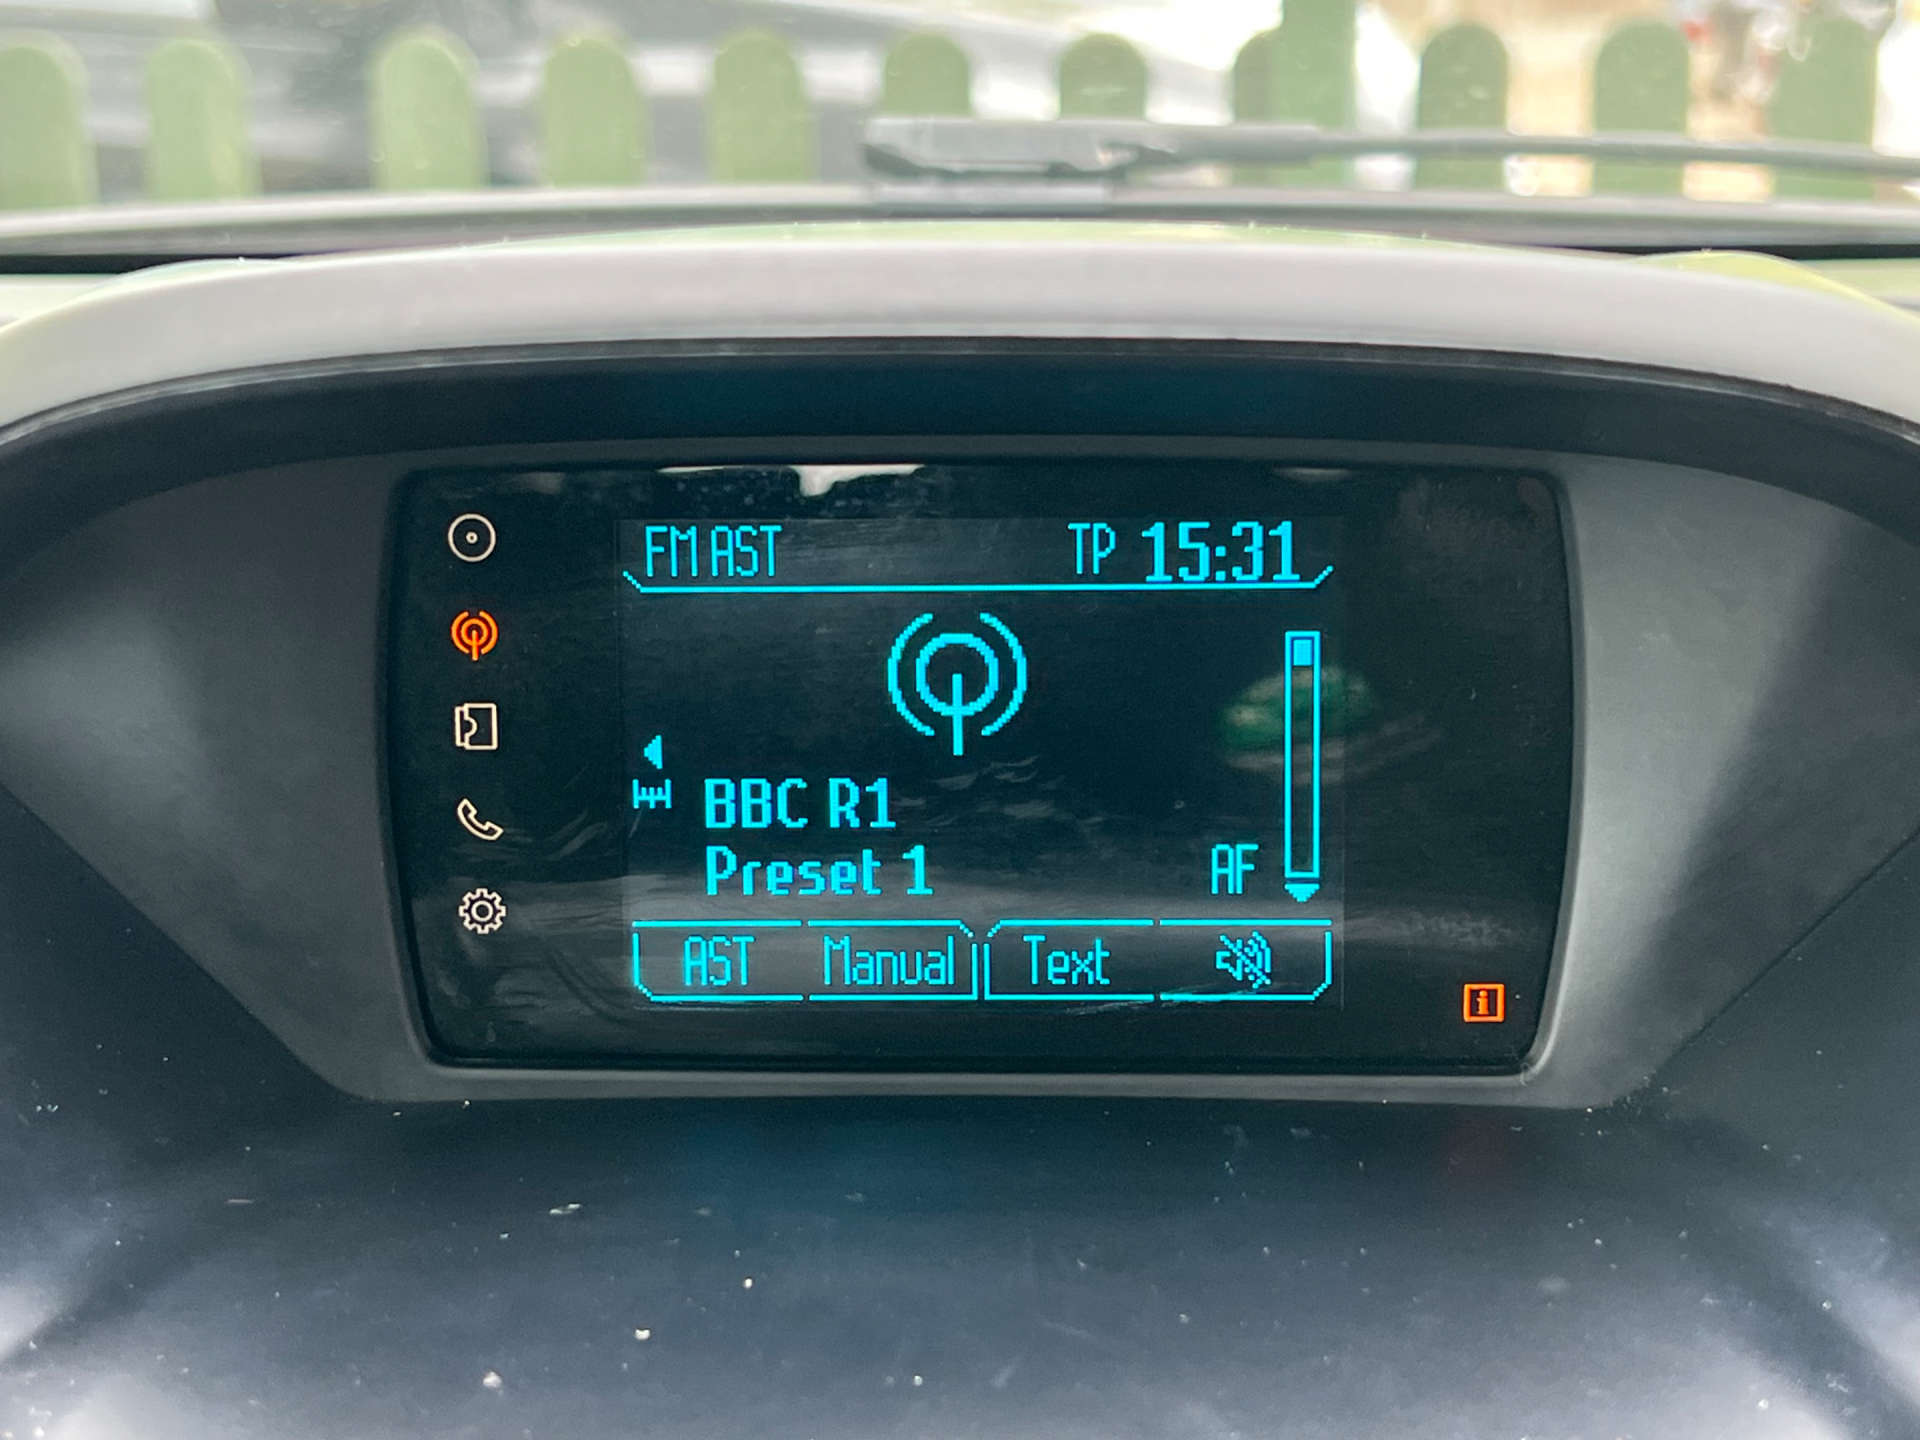 FM AST TP 15:31
BBC R1
Preset 1 AF
AST Manual Text
i